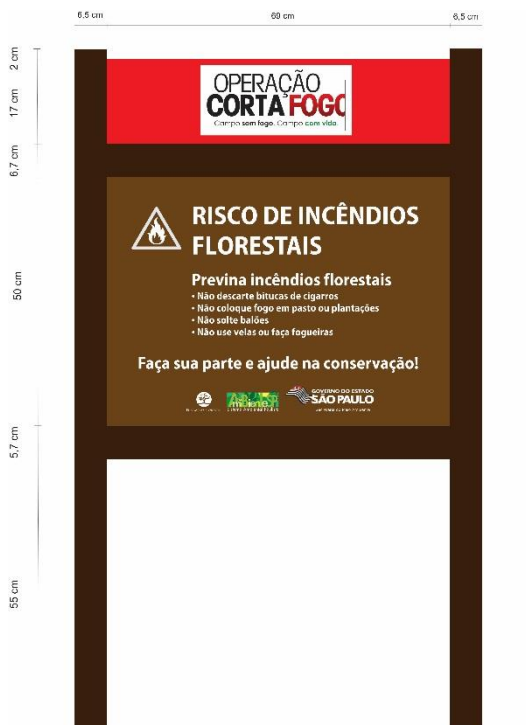 6,5 cm 69 cm 6,5 cm
2 cm
17 cm
6,7 cm
50 cm
5,7 cm
55 cm
OPERAÇÃO
CORTA FOGO
Campo sem fogo. Campo com vida.
RISCO DE INCÊNDIOS
FLORESTAIS
Previna incêndios florestais
• Não descarte bitucas de cigarros
• Não coloque fogo em pasto ou plantações
• Não solte balões
• Não use velas ou faça fogueiras
Faça sua parte e ajude na conservação!
Ambiente
GOVERNO DO ESTADO
SÃO PAULO